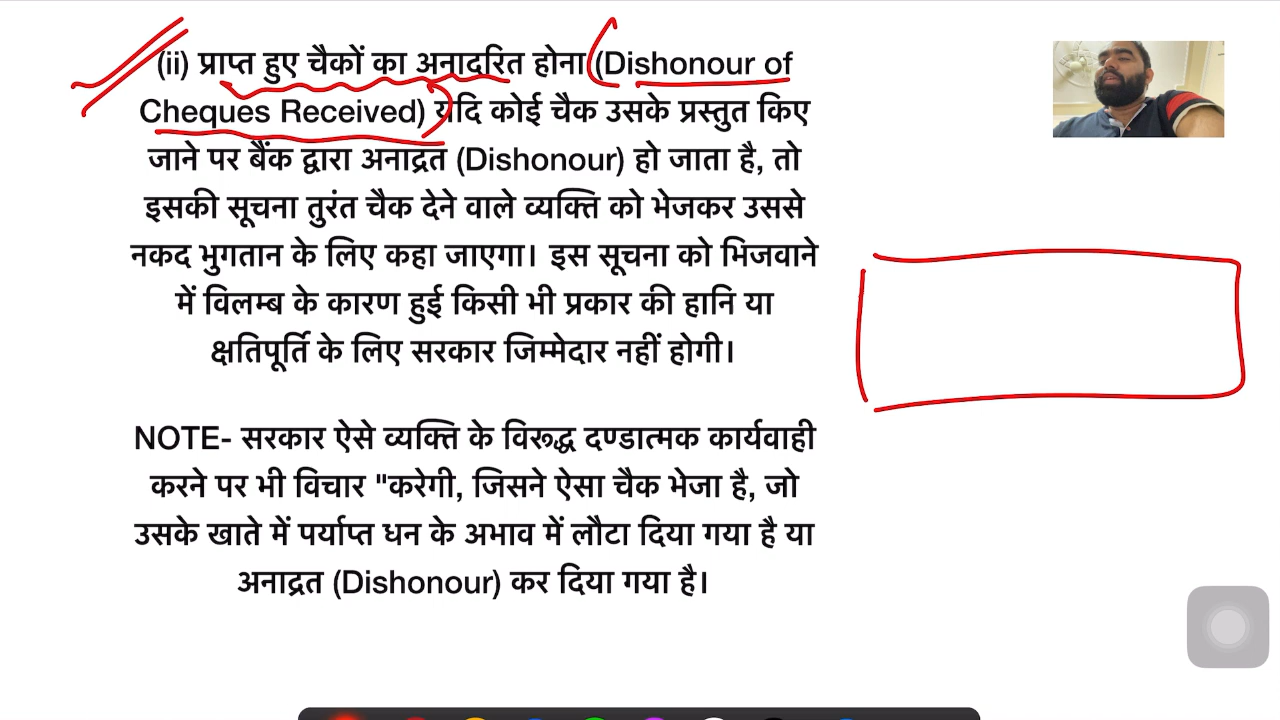 (ii) प्राप्त हुए चैकों का अनादरित होना (Dishonour of
Cheques Received) यदि कोई चैक उसके प्रस्तुत किए
जाने पर बैंक द्वारा अनाद्रत (Dishonour) हो जाता है, तो
इसकी सूचना तुरंत चैक देने वाले व्यक्ति को भेजकर उससे
नकद भुगतान के लिए कहा जाएगा। इस सूचना को भिजवाने
में विलम्ब के कारण हुई किसी भी प्रकार की हानि या
क्षतिपूर्ति के लिए सरकार जिम्मेदार नहीं होगी।
NOTE- सरकार ऐसे व्यक्ति के विरूद्ध दण्डात्मक कार्यवाही
करने पर भी विचार "करेगी, जिसने ऐसा चैक भेजा है, जो
उसके खाते में पर्याप्त धन के अभाव में लौटा दिया गया है या
अनाद्रत (Dishonour) कर दिया गया है।